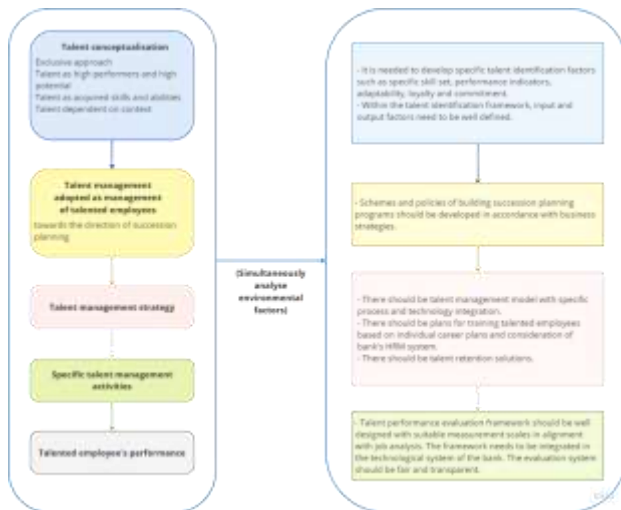 Talent conceptualisation
Exclusive approach
Talent as high performers and high
potential
Talent as acquired skills and abilities
Talent dependent on context
Talent management
adopted as management
of talented employees
towards the direction of succession
planning
Talent management strategy
Specific talent management
activities
Talented employee's performance
(Simultaneously
analyse
environmental
factors)
- It is needed to develop specific talent identification factors
such as specific skill set, performance indicators,
adaptability, loyalty and commitment.
- Within the talent identification framework, input and
output factors need to be well defined.
- Schemes and policies of building succession planning
programs should be developed in accordance with business
strategies.
- There should be talent management model with specific
process and technology integration.
- There should be plans for training talented employees
based on individual career plans and consideration of
bank's HRM system.
- There should be talent retention solutions.
- Talent performance evaluation framework should be well
designed with suitable measurement scales in alignment
with job analysis. The framework needs to be integrated in
the technological system of the bank. The evaluation system
should be fair and transparent.